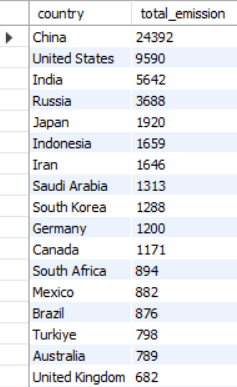 country total_emission
China 24392
United States 9590
India 5642
Russia 3688
Japan 1920
Indonesia 1659
Iran 1646
Saudi Arabia 1313
South Korea 1288
Germany 1200
Canada 1171
South Africa 894
Mexico 882
Brazil 876
Turkiye 798
Australia 789
United Kingdom 682